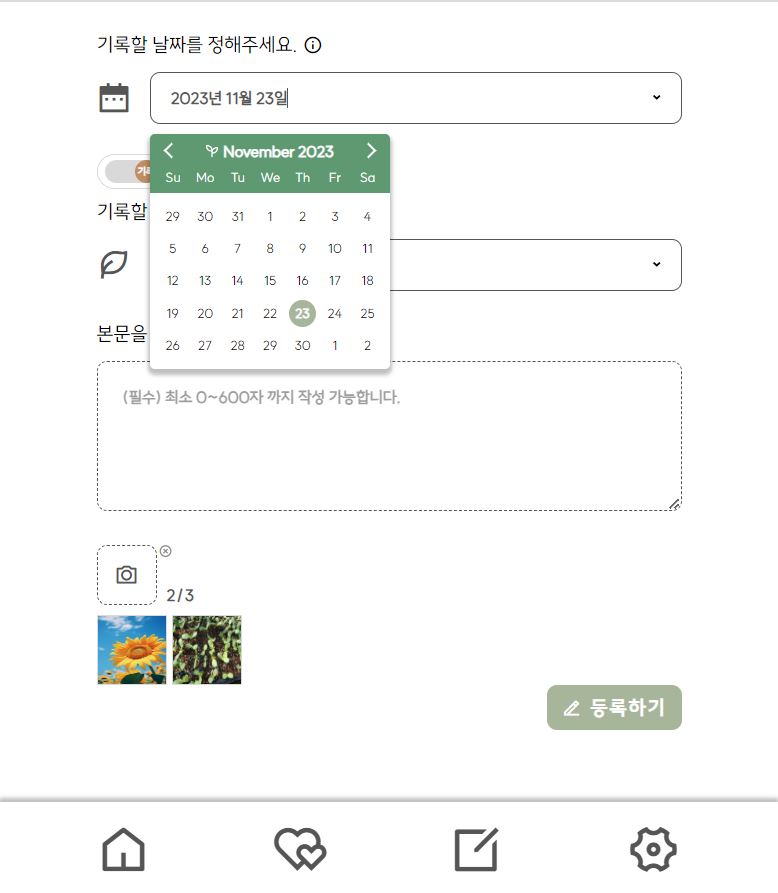 기록할 날짜를 정해주세요.
2023년 11월 23일
November 2023
Su Mo Tu We Th Fr Sa
29 30 31 1 2 3 4
5 6 7 8 9 10 11
12 13 14 15 16 17 18
19 20 21 22 23 24 25
26 27 28 29 30 1 2
기록할
본문을
(필수) 최소 0~600자 까지 작성 가능합니다.
2/3
등록하기